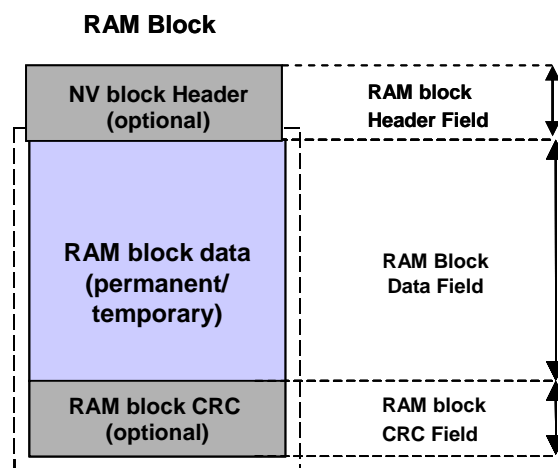 RAM Block
NV block Header
(optional)
RAM block
Header Field
RAM block data
(permanent/
temporary)
RAM Block
Data Field
RAM block CRC
(optional)
RAM block
CRC Field